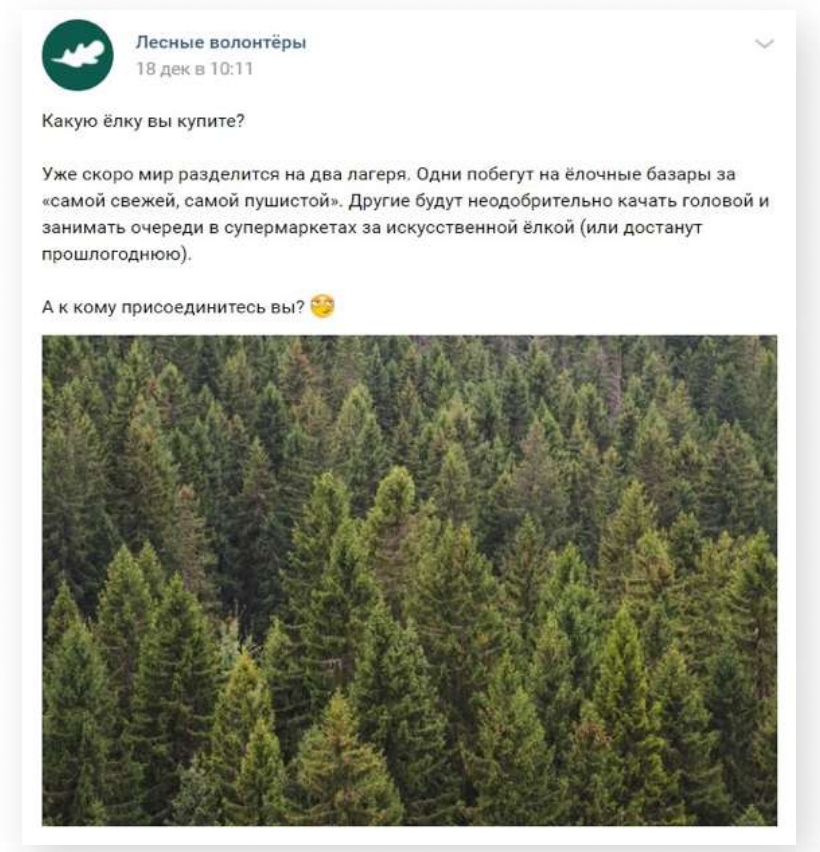 Лесные волонтёры
18 дек в 10:11
Какую ёлку вы купите?
Уже скоро мир разделится на два лагеря. Одни побегут на ёлочные базары за
«самой свежей, самой пушистой». Другие будут неодобрительно качать головой и
занимать очереди в супермаркетах за искусственной ёлкой (или достанут
прошлогоднюю).
А к кому присоединитесь вы?